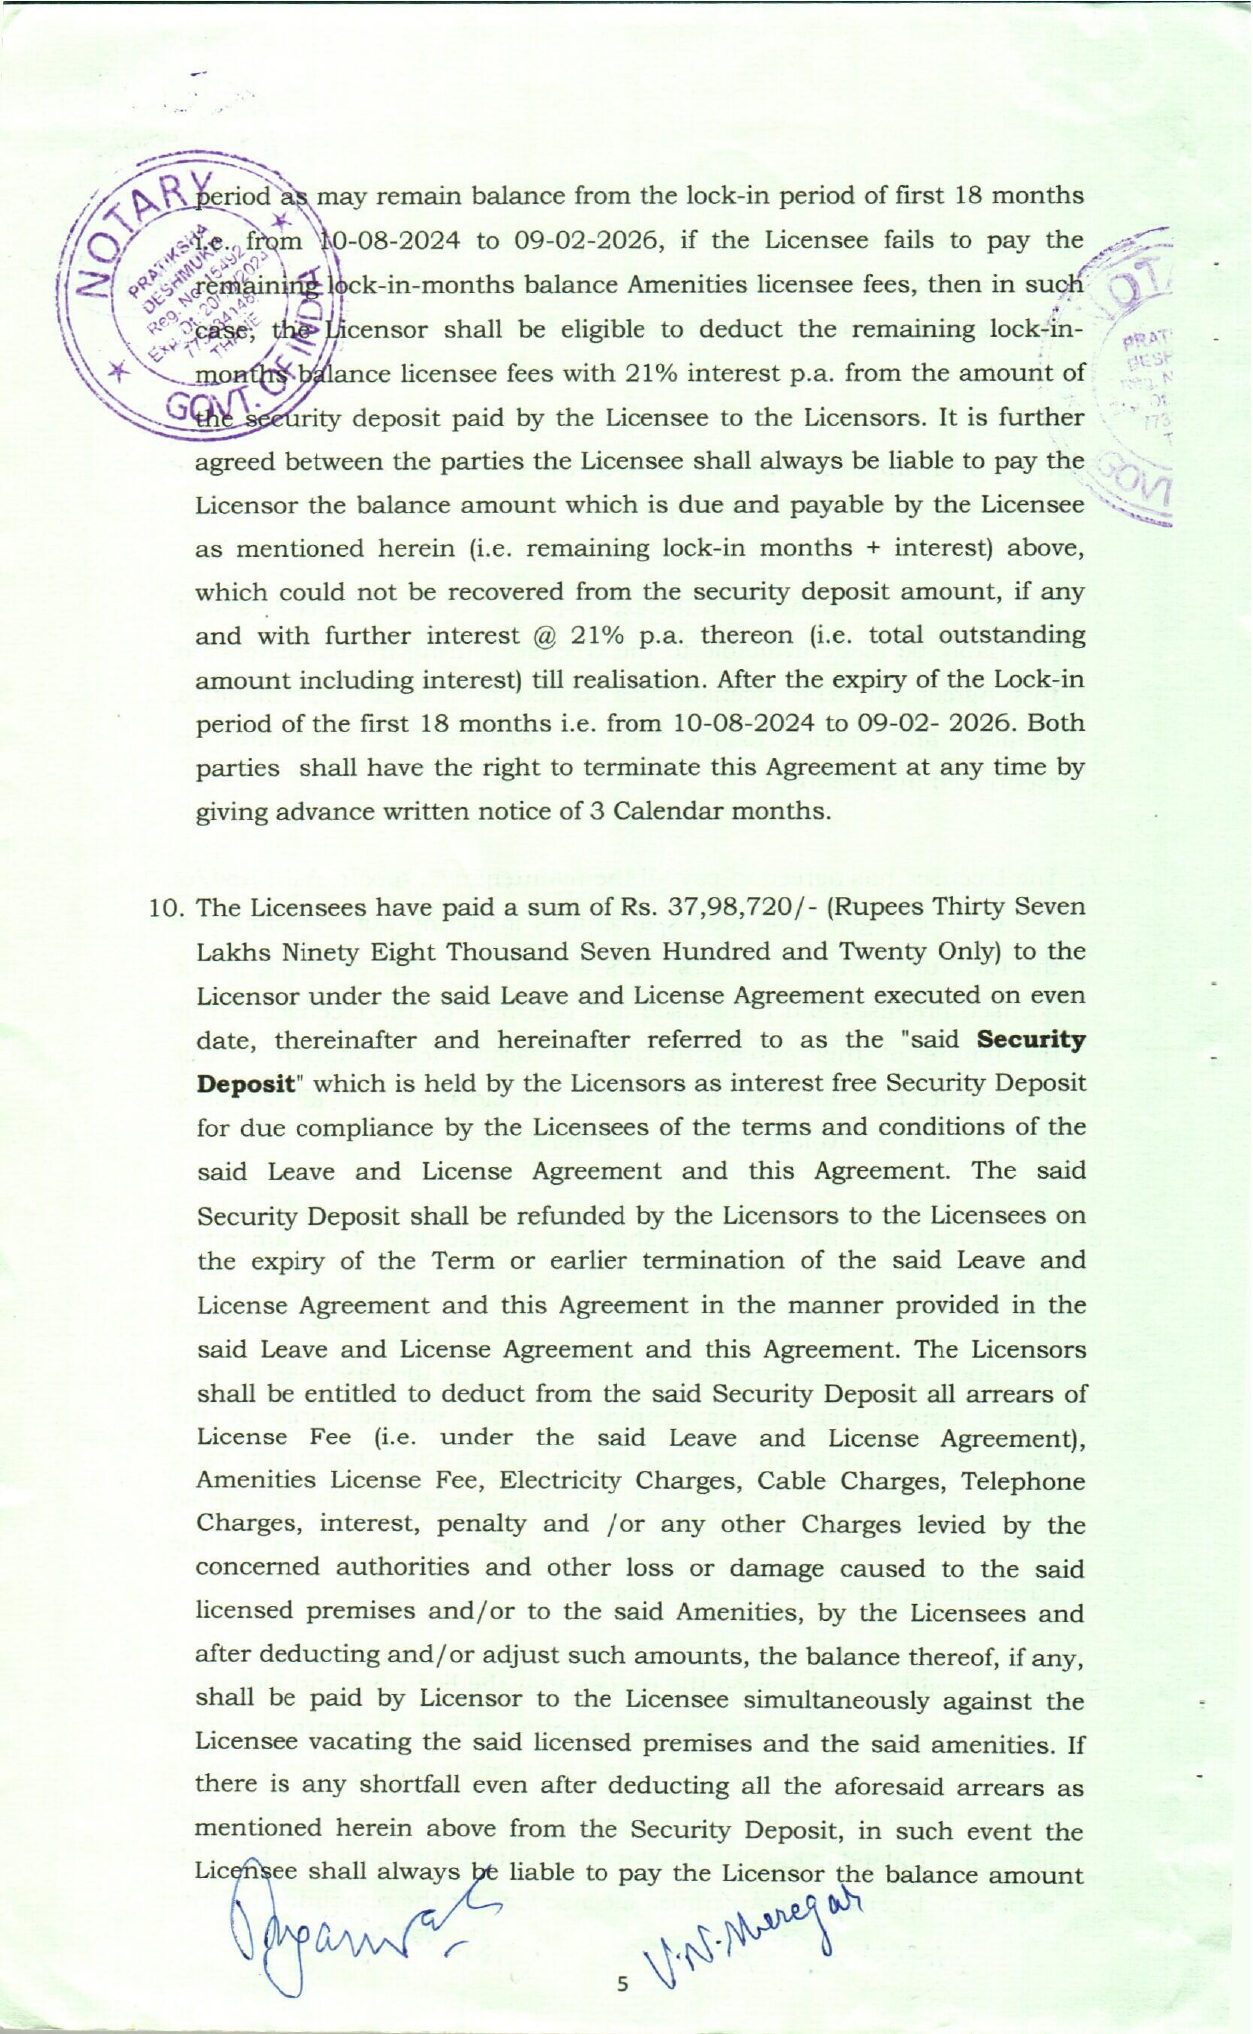 period as may remain balance from the lock-in period of first 18 months
i.e. from 10-08-2024 to 09-02-2026, if the Licensee fails to pay the
remaining lock-in-months balance Amenities licensee fees, then in such
case, the Licensor shall be eligible to deduct the remaining lock-in-
months balance licensee fees with 21% interest p.a. from the amount of
the security deposit paid by the Licensee to the Licensors. It is further
agreed between the parties the Licensee shall always be liable to pay the
Licensor the balance amount which is due and payable by the Licensee
as mentioned herein (i.e. remaining lock-in months + interest) above,
which could not be recovered from the security deposit amount, if any
and with further interest @ 21% p.a. thereon (i.e. total outstanding
amount including interest) till realisation. After the expiry of the Lock-in
period of the first 18 months i.e. from 10-08-2024 to 09-02- 2026. Both
parties shall have the right to terminate this Agreement at any time by
giving advance written notice of 3 Calendar months.
10. The Licensees have paid a sum of Rs. 37,98,720/- (Rupees Thirty Seven
Lakhs Ninety Eight Thousand Seven Hundred and Twenty Only) to the
Licensor under the said Leave and License Agreement executed on even
date, thereinafter and hereinafter referred to as the "said Security
Deposit" which is held by the Licensors as interest free Security Deposit
for due compliance by the Licensees of the terms and conditions of the
said Leave and License Agreement and this Agreement. The said
Security Deposit shall be refunded by the Licensors to the Licensees on
the expiry of the Term or earlier termination of the said Leave and
License Agreement and this Agreement in the manner provided in the
said Leave and License Agreement and this Agreement. The Licensors
shall be entitled to deduct from the said Security Deposit all arrears of
License Fee (i.e. under the said Leave and License Agreement),
Amenities License Fee, Electricity Charges, Cable Charges, Telephone
Charges, interest, penalty and /or any other Charges levied by the
concerned authorities and other loss or damage caused to the said
licensed premises and/or to the said Amenities, by the Licensees and
after deducting and/or adjust such amounts, the balance thereof, if any,
shall be paid by Licensor to the Licensee simultaneously against the
Licensee vacating the said licensed premises and the said amenities. If
there is any shortfall even after deducting all the aforesaid arrears as
mentioned herein above from the Security Deposit, in such event the
Licensee shall always be liable to pay the Licensor the balance amount
5
NOTARY
PRATIKSHA
DESHMUKH
Reg. No.
THANE
GOVT. OF INDIA
NOTA
PRAT
DESH
773
GOVT